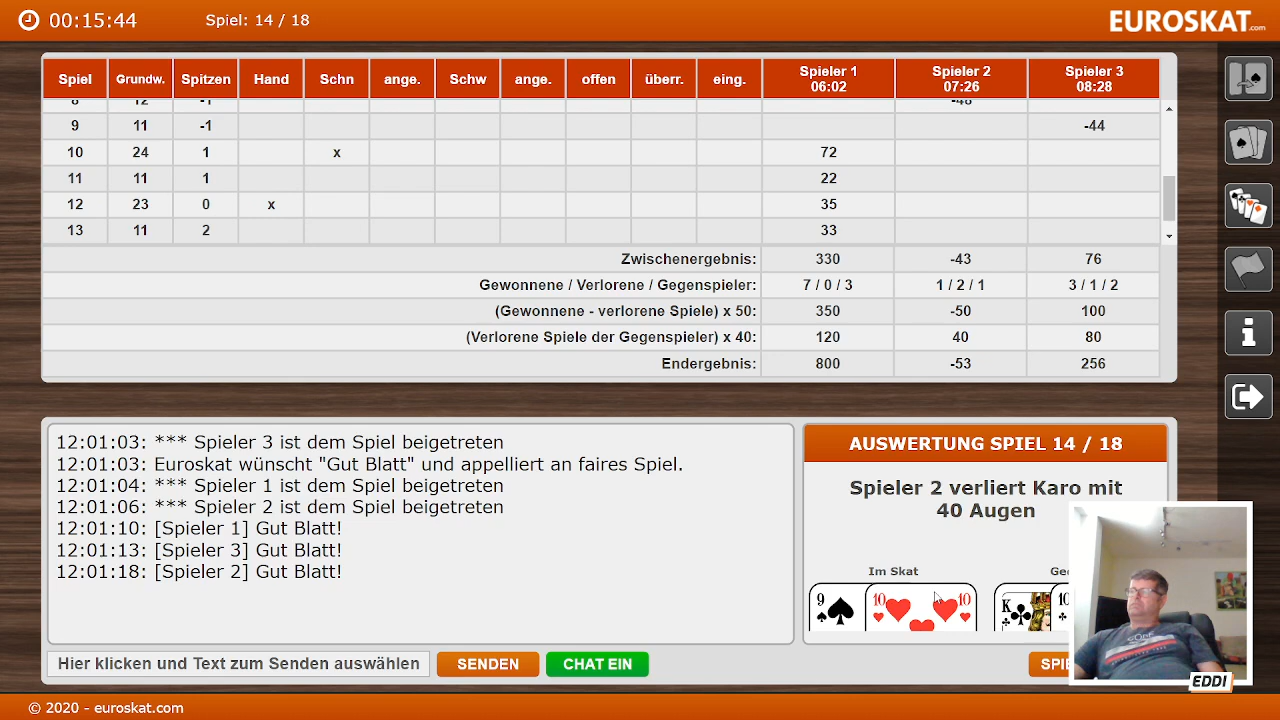 00:15:44 Spiel: 14 / 18 EUROSKAT.com
Spiel Grundw. Spitzen Hand Schn ange. Schw ange. offen überr. eing. Spieler 1 06:02 Spieler 2 07:26 Spieler 3 08:28
8 12 -1 -48
9 11 -1 -44
10 24 1 x 72
11 11 1 22
12 23 0 x 35
13 11 2 33
Zwischenergebnis: 330 -43 76
Gewonnene / Verlorene / Gegenspieler: 7 / 0 / 3 1 / 2 / 1 3 / 1 / 2
(Gewonnene - verlorene Spiele) x 50: 350 -50 100
(Verlorene Spiele der Gegenspieler) x 40: 120 40 80
Endergebnis: 800 -53 256
12:01:03: *** Spieler 3 ist dem Spiel beigetreten
12:01:03: Euroskat wünscht "Gut Blatt" und appelliert an faires Spiel.
12:01:04: *** Spieler 1 ist dem Spiel beigetreten
12:01:06: *** Spieler 2 ist dem Spiel beigetreten
12:01:10: [Spieler 1] Gut Blatt!
12:01:13: [Spieler 3] Gut Blatt!
12:01:18: [Spieler 2] Gut Blatt!
Hier klicken und Text zum Senden auswählen
SENDEN
CHAT EIN
AUSWERTUNG SPIEL 14 / 18
Spieler 2 verliert Karo mit
40 Augen
Im Skat
9 10 10 K 10
EDDI
© 2020 - euroskat.com